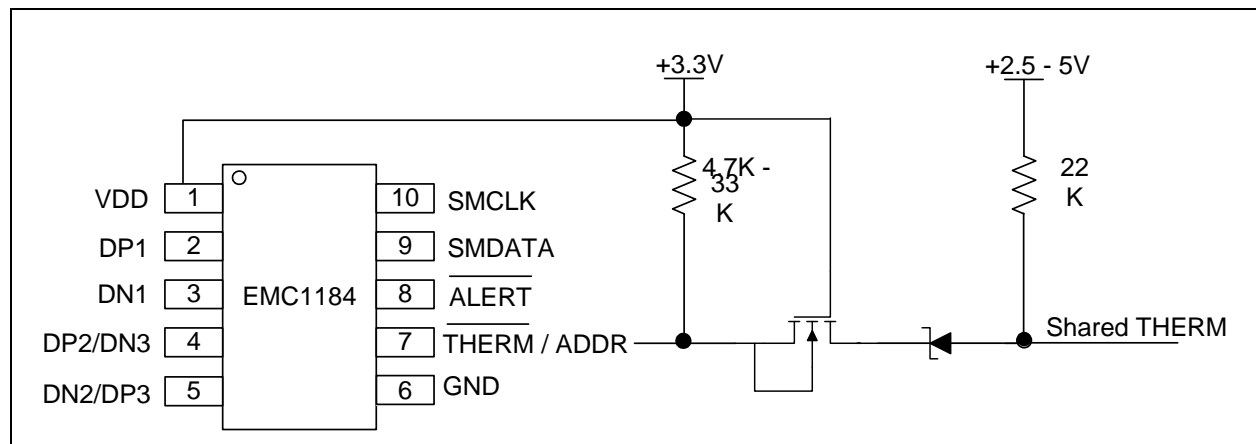 +3.3V
+2.5 - 5V
4.7K -
33
K
22
K
VDD 1
10 SMCLK
DP1 2
9 SMDATA
DN1 3
EMC1184
8 ALERT
DP2/DN3 4
7 THERM / ADDR
Shared THERM
DN2/DP3 5
6 GND